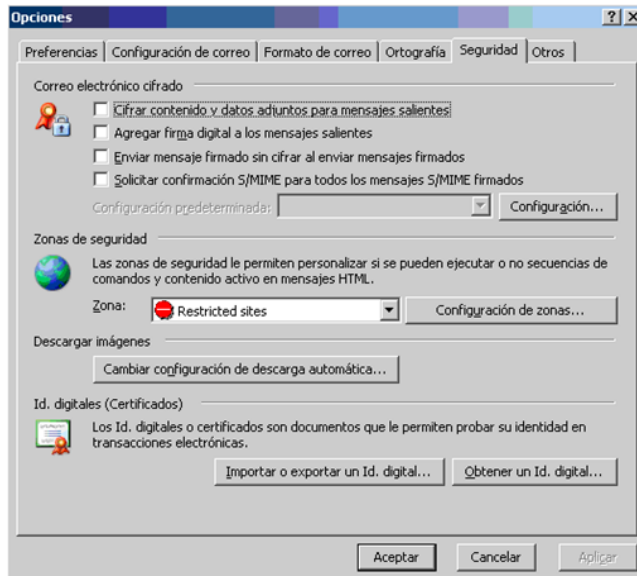 Opciones
Preferencias
Configuración de correo
Formato de correo
Ortografía
Seguridad
Otros
Correo electrónico cifrado
Cifrar contenido y datos adjuntos para mensajes salientes
Agregar firma digital a los mensajes salientes
Enviar mensaje firmado sin cifrar al enviar mensajes firmados
Solicitar confirmación S/MIME para todos los mensajes S/MIME firmados
Configuración predeterminada:
Configuración...
Zonas de seguridad
Las zonas de seguridad le permiten personalizar si se pueden ejecutar o no secuencias de
comandos y contenido activo en mensajes HTML.
Zona:
Restricted sites
Configuración de zonas...
Descargar imágenes
Cambiar configuración de descarga automática...
Id. digitales (Certificados)
Los Id. digitales o certificados son documentos que le permiten probar su identidad en
transacciones electrónicas.
Importar o exportar un Id. digital...
Obtener un Id. digital...
Aceptar
Cancelar
Aplicar